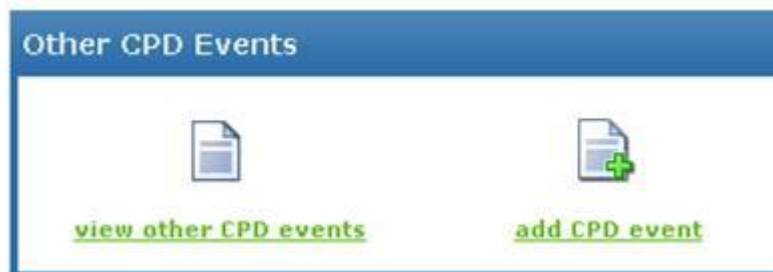 Other CPD Events
view other CPD events
add CPD event